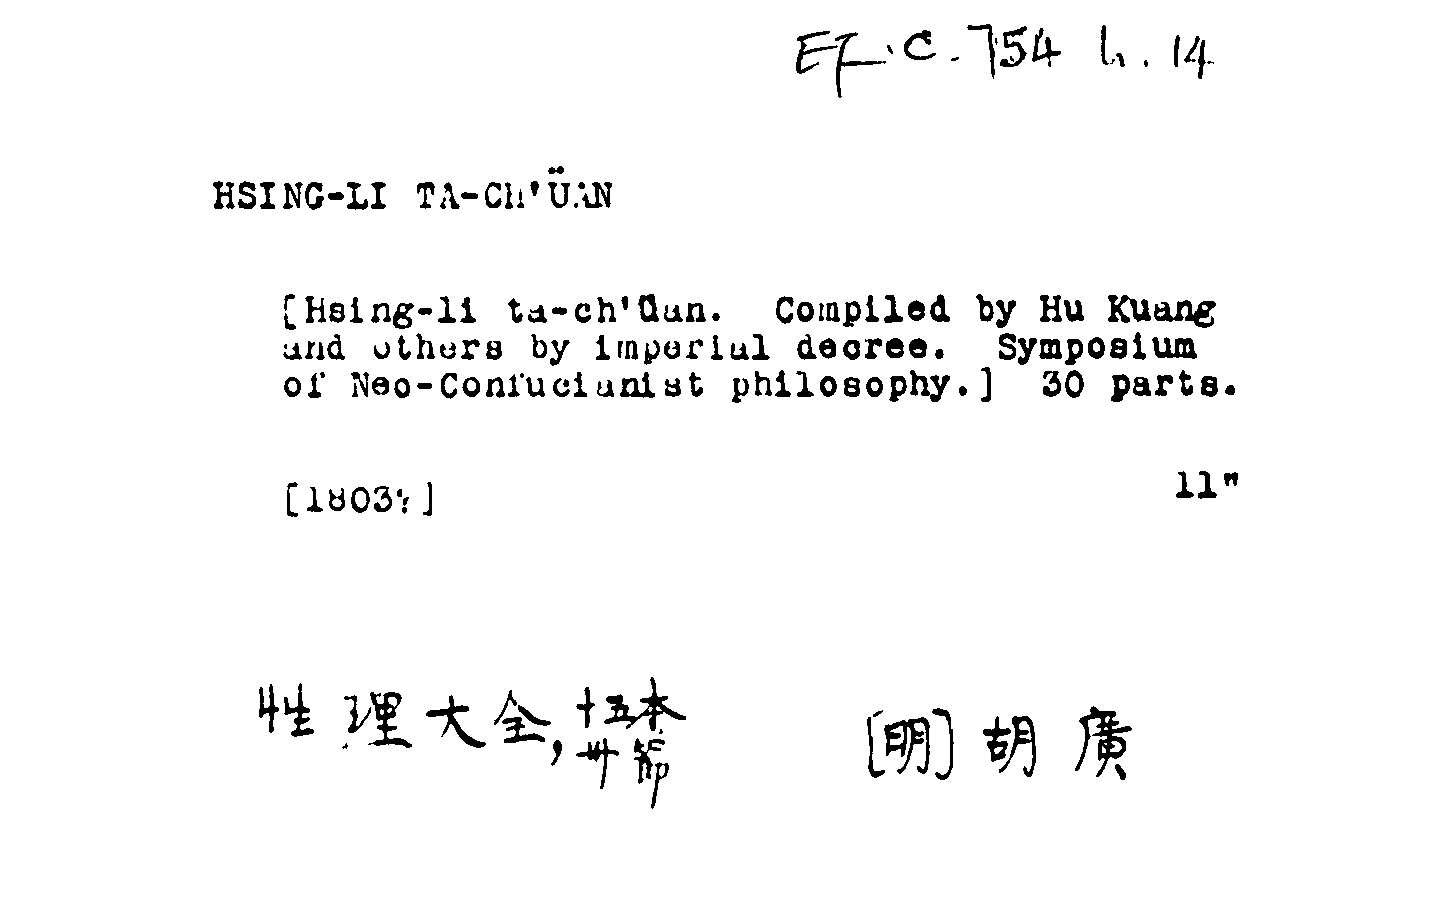 EF.C.754 h.14
HSING-LI TA-CH'ÜAN
[Hsing-li ta-ch'üan. Compiled by Hu Kuang
and others by imperial decree. Symposium
of Neo-Confucianist philosophy.] 30 parts.
[1803?]
11"
性理大全, 十五本
卅
[明] 胡廣